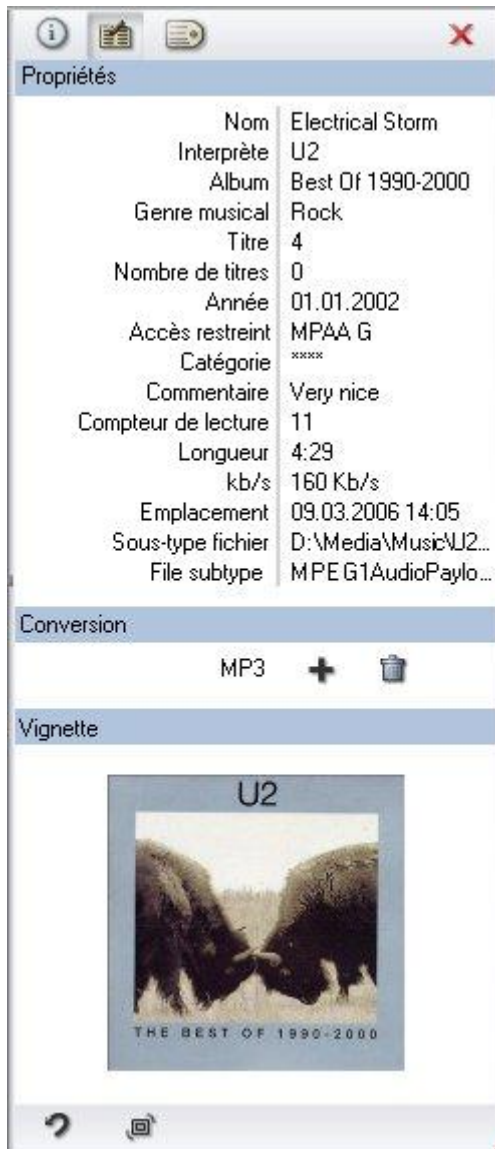 Propriétés
Nom Electrical Storm
Interprète U2
Album Best Of 1990-2000
Genre musical Rock
Titre 4
Nombre de titres 0
Année 01.01.2002
Accès restreint MPAA G
Catégorie ****
Commentaire Very nice
Compteur de lecture 11
Longueur 4:29
kb/s 160 Kb/s
Emplacement 09.03.2006 14:05
Sous-type fichier D:\Media\Music\U2...
File subtype MPEG1AudioPaylo...
Conversion
MP3
Vignette
U2
THE BEST OF 1990-2000